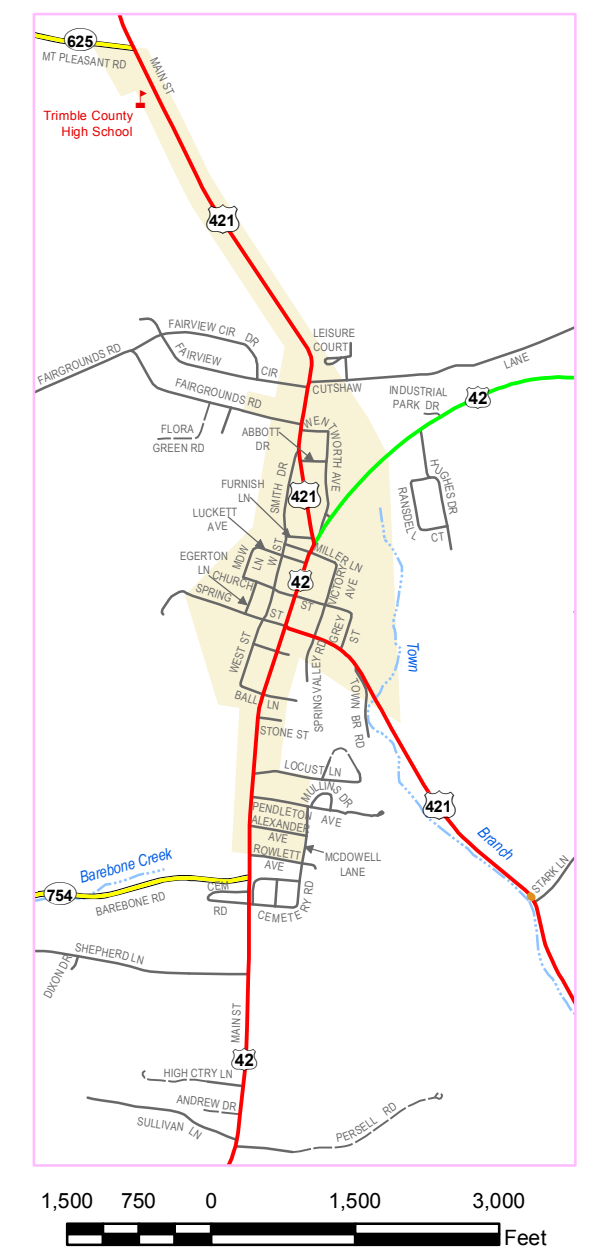 625
MT PLEASANT RD
MAIN ST
Trimble County
High School
421
FAIRVIEW CIR DR
LEISURE
COURT
FAIRVIEW CIR
FAIRGROUNDS RD
CUTSHAW LANE
INDUSTRIAL
PARK DR
42
FAIRGROUNDS RD
FLORA
GREEN RD
ABBOTT
DR
WENTWORTH AVE
HUGHES DR
RANSDELL CT
FURNISH
LN
SMITH DR
421
LUCKETT
AVE
W ST
MILLER LN
EGERTON
LN
MDW
LN
42
VICTORY
AVE
CHURCH ST
SPRING ST
GREY
ST
WEST ST
SPRING VALLEY RD
TOWN BR RD
Town
BALL LN
STONE ST
LOCUST LN
MULLINS DR
PENDLETON AVE
421
ALEXANDER
AVE
ROWLETT
AVE
MCDOWELL
LANE
Branch
STARK LN
Barebone Creek
754
BAREBONE RD
CEM
RD
CEMETERY RD
SHEPHERD LN
DIXON DR
MAIN ST
42
HIGH CTRY LN
ANDREW DR
SULLIVAN LN
PERSELL RD
1,500 750 0 1,500 3,000
Feet